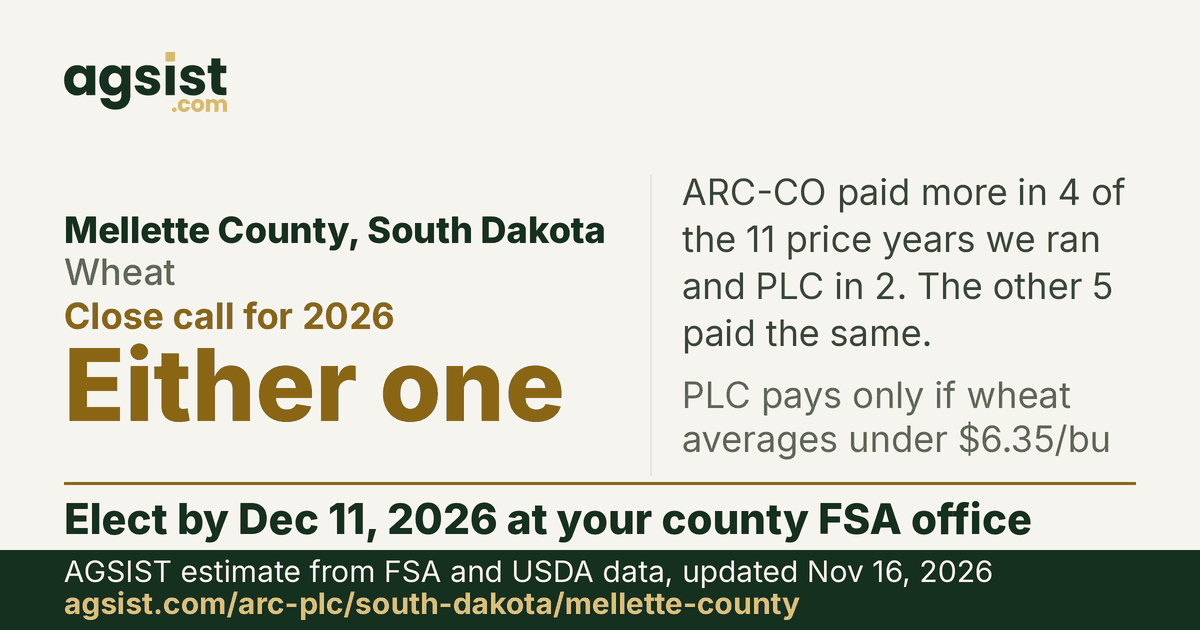 agsist
.com
Mellette County, South Dakota
Wheat
Close call for 2026
Either one
ARC-CO paid more in 4 of
the 11 price years we ran
and PLC in 2. The other 5
paid the same.
PLC pays only if wheat
averages under $6.35/bu
Elect by Dec 11, 2026 at your county FSA office
AGSIST estimate from FSA and USDA data, updated Nov 16, 2026
agsist.com/arc-plc/south-dakota/mellette-county